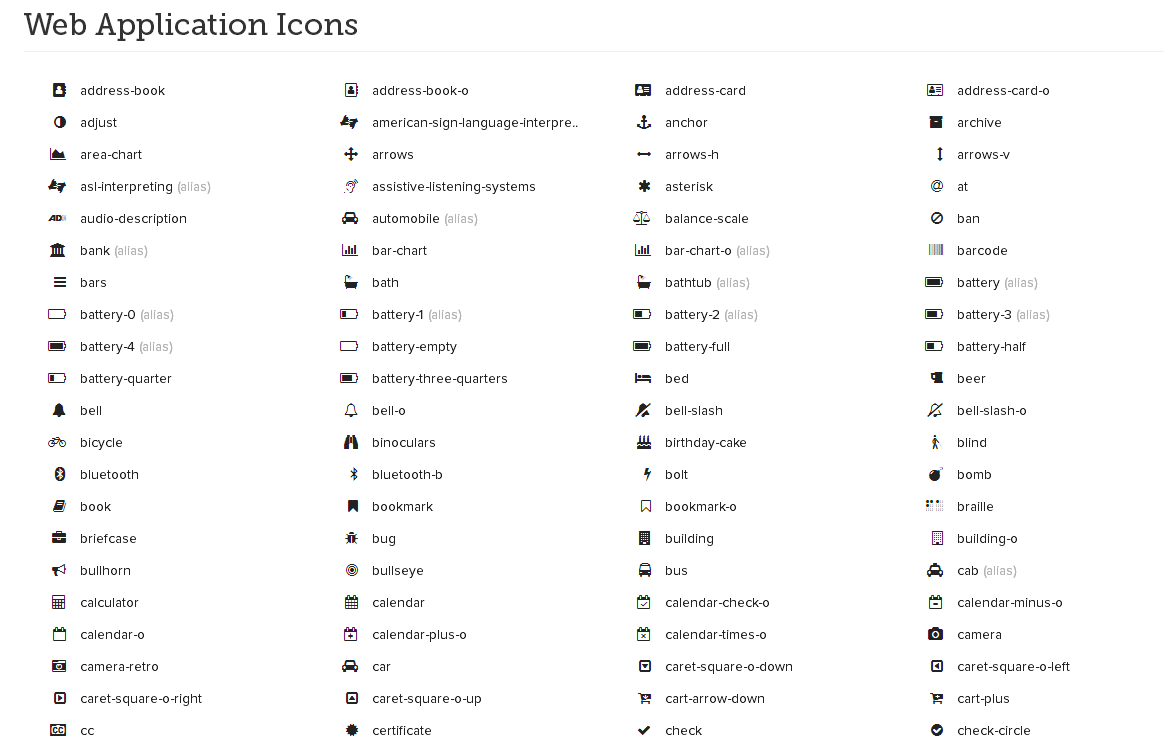 Web Application Icons
address-book address-book-o address-card address-card-o
adjust american-sign-language-interpre.. anchor archive
area-chart arrows arrows-h arrows-v
asl-interpreting (alias) assistive-listening-systems asterisk at
audio-description automobile (alias) balance-scale ban
bank (alias) bar-chart bar-chart-o (alias) barcode
bars bath bathtub (alias) battery (alias)
battery-0 (alias) battery-1 (alias) battery-2 (alias) battery-3 (alias)
battery-4 (alias) battery-empty battery-full battery-half
battery-quarter battery-three-quarters bed beer
bell bell-o bell-slash bell-slash-o
bicycle binoculars birthday-cake blind
bluetooth bluetooth-b bolt bomb
book bookmark bookmark-o braille
briefcase bug building building-o
bullhorn bullseye bus cab (alias)
calculator calendar calendar-check-o calendar-minus-o
calendar-o calendar-plus-o calendar-times-o camera
camera-retro car caret-square-o-down caret-square-o-left
caret-square-o-right caret-square-o-up cart-arrow-down cart-plus
cc certificate check check-circle